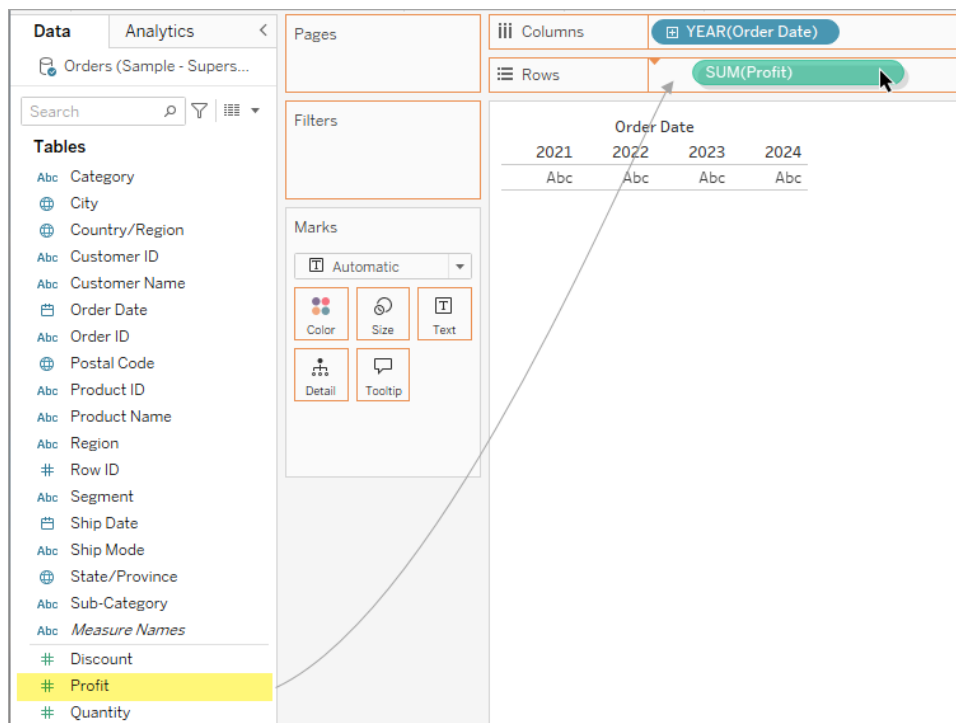 Data
Analytics
Orders (Sample - Supers...
Search
Tables
Abc Category
City
Country/Region
Abc Customer ID
Abc Customer Name
Order Date
Abc Order ID
Postal Code
Abc Product ID
Abc Product Name
Abc Region
Row ID
Abc Segment
Ship Date
Abc Ship Mode
State/Province
Abc Sub-Category
Abc Measure Names
Discount
Profit
Quantity
Pages
Filters
Marks
Automatic
Color Size Text
Detail Tooltip
Columns YEAR(Order Date)
Rows SUM(Profit)
Order Date
2021 2022 2023 2024
Abc Abc Abc Abc